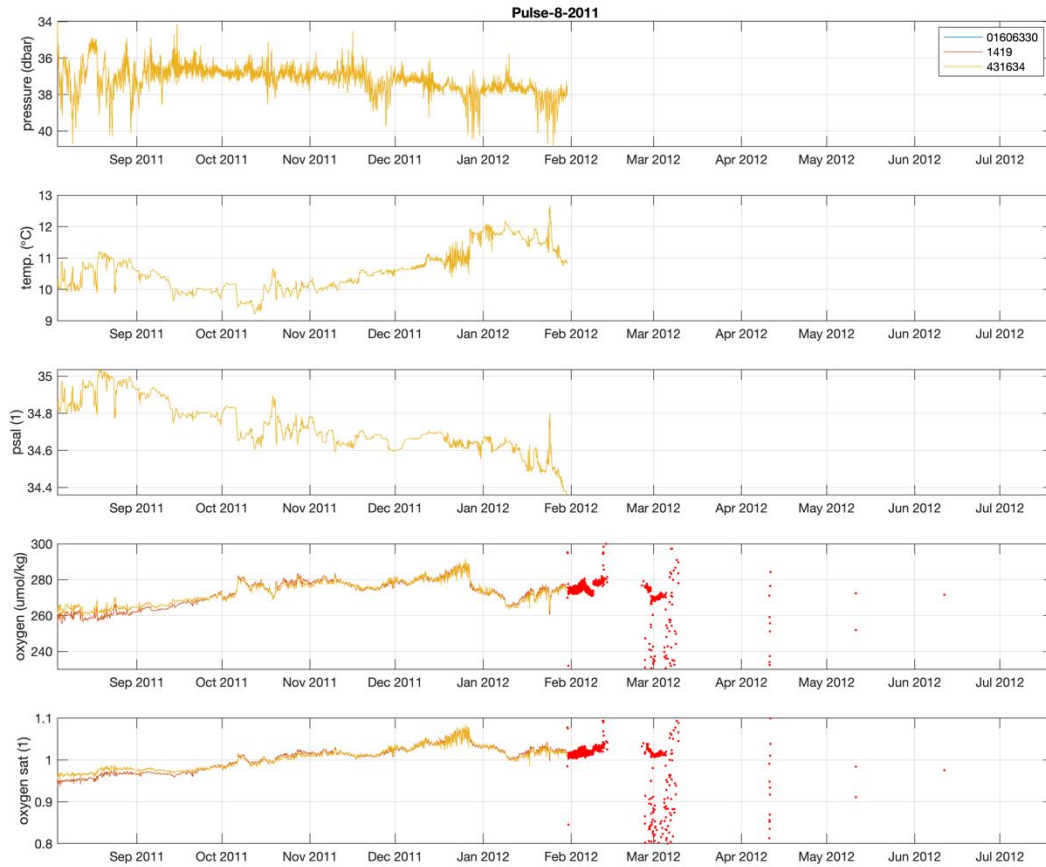 Pulse-8-2011
01606330
1419
431634
pressure (dbar)
34
36
38
40
Sep 2011 Oct 2011 Nov 2011 Dec 2011 Jan 2012 Feb 2012 Mar 2012 Apr 2012 May 2012 Jun 2012 Jul 2012
temp. (°C)
13
12
11
10
9
Sep 2011 Oct 2011 Nov 2011 Dec 2011 Jan 2012 Feb 2012 Mar 2012 Apr 2012 May 2012 Jun 2012 Jul 2012
psal (1)
35
34.8
34.6
34.4
Sep 2011 Oct 2011 Nov 2011 Dec 2011 Jan 2012 Feb 2012 Mar 2012 Apr 2012 May 2012 Jun 2012 Jul 2012
oxygen (umol/kg)
300
280
260
240
Sep 2011 Oct 2011 Nov 2011 Dec 2011 Jan 2012 Feb 2012 Mar 2012 Apr 2012 May 2012 Jun 2012 Jul 2012
oxygen sat (1)
1.1
1
0.9
0.8
Sep 2011 Oct 2011 Nov 2011 Dec 2011 Jan 2012 Feb 2012 Mar 2012 Apr 2012 May 2012 Jun 2012 Jul 2012